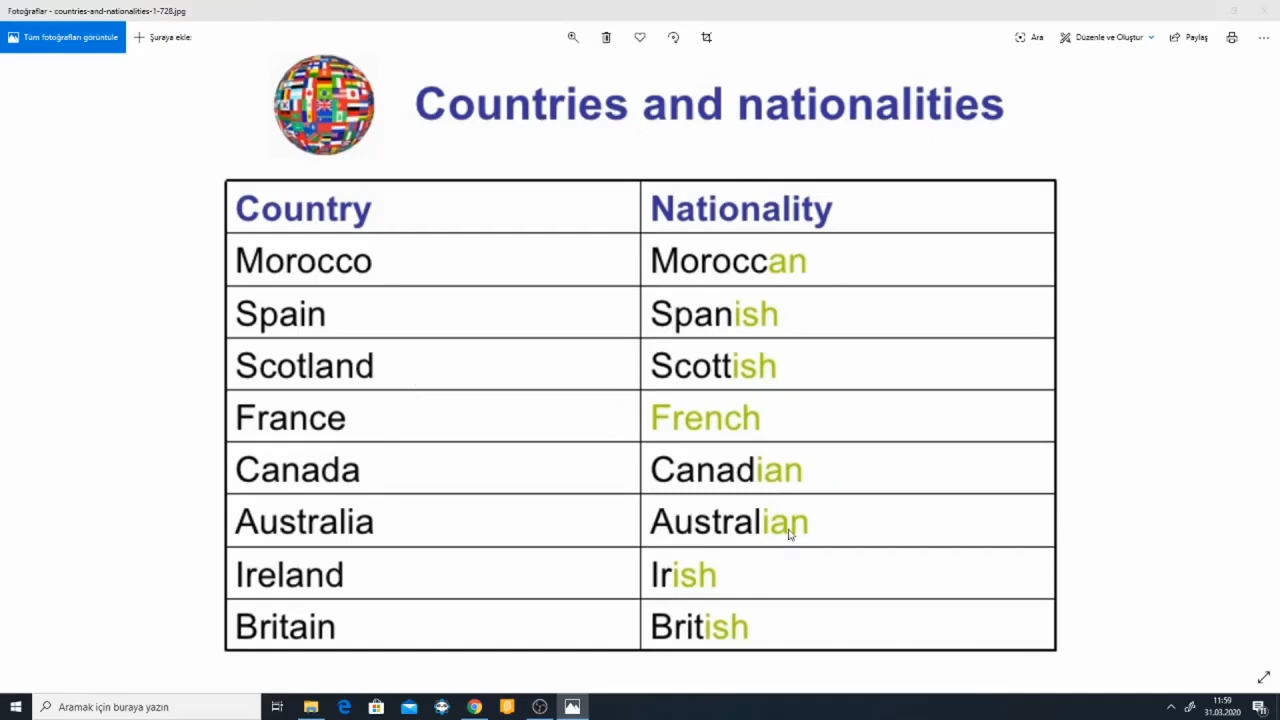 Fotoğraflar - countries-and-nationalities-1-728.jpg
Tüm fotoğrafları görüntüle
Şuraya ekle:
Ara
Düzenle ve Oluştur
Paylaş
Countries and nationalities
Country Nationality
Morocco Moroccan
Spain Spanish
Scotland Scottish
France French
Canada Canadian
Australia Australian
Ireland Irish
Britain British
Aramak için buraya yazın
11:59
31.03.2020